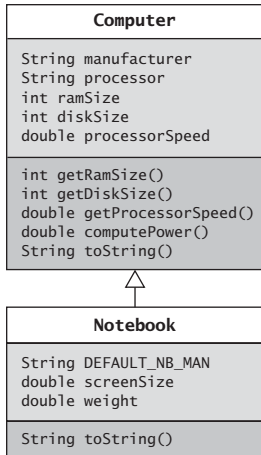 Computer
String manufacturer
String processor
int ramSize
int diskSize
double processorSpeed
int getRamSize()
int getDiskSize()
double getProcessorSpeed()
double computePower()
String toString()
Notebook
String DEFAULT_NB_MAN
double screenSize
double weight
String toString()